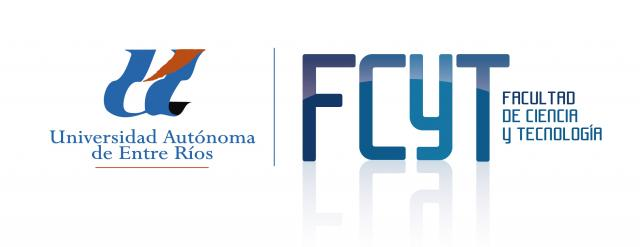 Universidad Autónoma
de Entre Ríos
FCYT
FACULTAD
DE CIENCIA
Y TECNOLOGÍA